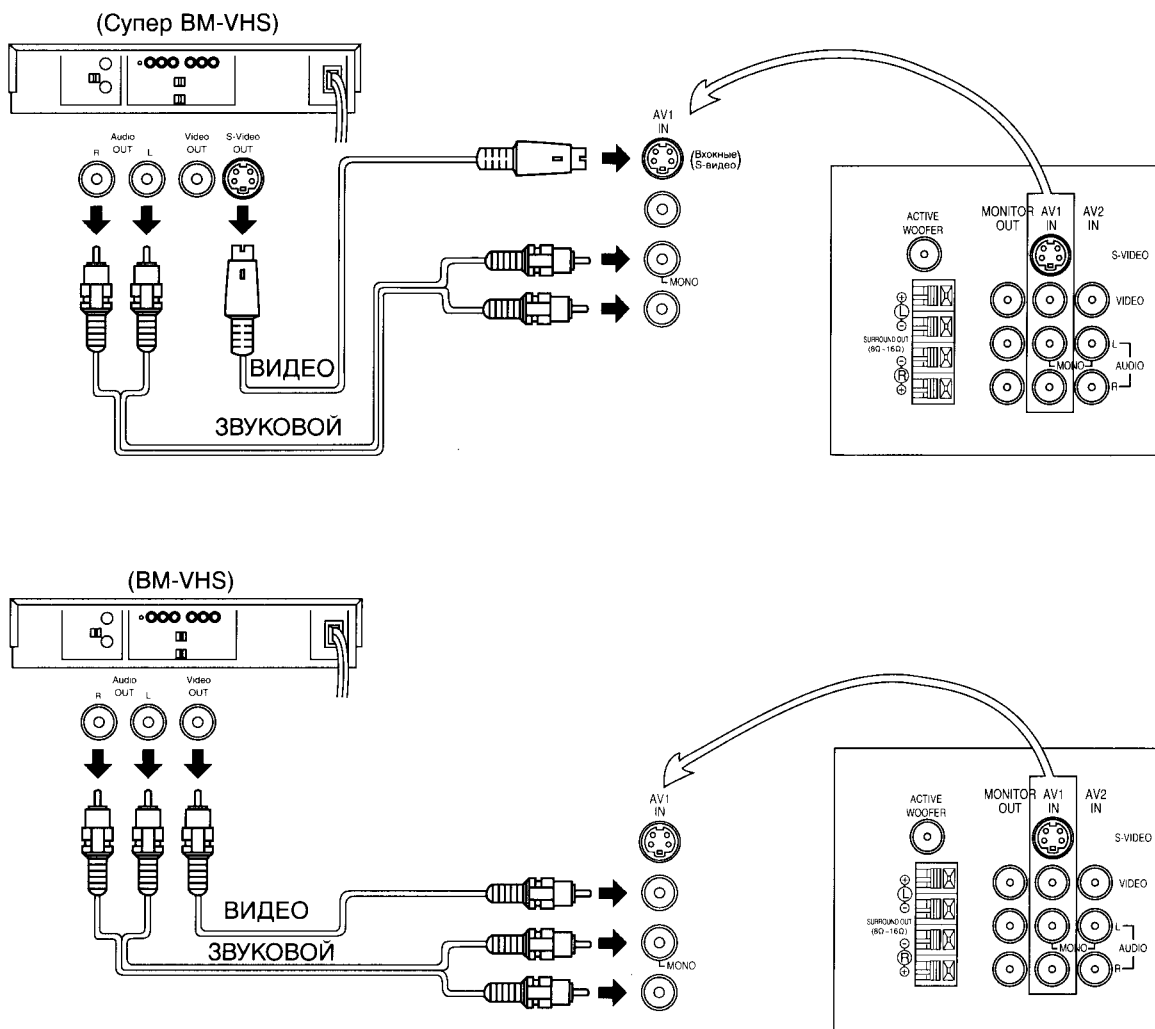 (Супер ВМ-VHS)
Audio
OUT
R
L
Video
OUT
S-Video
OUT
AV1
IN
(Вхокные
S-видео)
MONO
ВИДЕО
ЗВУКОВОЙ
ACTIVE
WOOFER
MONITOR
OUT
AV1
IN
AV2
IN
S-VIDEO
VIDEO
⊕
L
⊖
SURROUND OUT
(8Ω~16Ω)
⊖
R
⊕
L
MONO
AUDIO
R
(ВМ-VHS)
Audio
OUT
R
L
Video
OUT
AV1
IN
MONO
ВИДЕО
ЗВУКОВОЙ
ACTIVE
WOOFER
MONITOR
OUT
AV1
IN
AV2
IN
S-VIDEO
VIDEO
⊕
L
⊖
SURROUND OUT
(8Ω~16Ω)
⊖
R
⊕
L
MONO
AUDIO
R